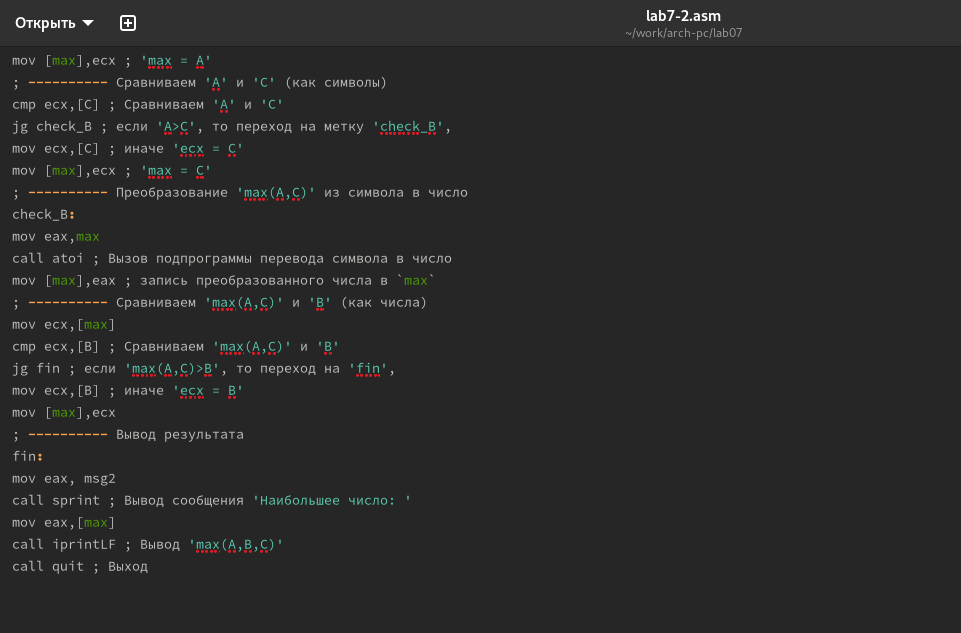 Открыть
lab7-2.asm
~/work/arch-pc/lab07
mov [max],ecx ; 'max = A'
; ---------- Сравниваем 'A' и 'C' (как символы)
cmp ecx,[C] ; Сравниваем 'A' и 'C'
jg check_B ; если 'A>C', то переход на метку 'check_B',
mov ecx,[C] ; иначе 'ecx = C'
mov [max],ecx ; 'max = C'
; ---------- Преобразование 'max(A,C)' из символа в число
check_B:
mov eax,max
call atoi ; Вызов подпрограммы перевода символа в число
mov [max],eax ; запись преобразованного числа в `max`
; ---------- Сравниваем 'max(A,C)' и 'B' (как числа)
mov ecx,[max]
cmp ecx,[B] ; Сравниваем 'max(A,C)' и 'B'
jg fin ; если 'max(A,C)>B', то переход на 'fin',
mov ecx,[B] ; иначе 'ecx = B'
mov [max],ecx
; ---------- Вывод результата
fin:
mov eax, msg2
call sprint ; Вывод сообщения 'Наибольшее число: '
mov eax,[max]
call iprintLF ; Вывод 'max(A,B,C)'
call quit ; Выход